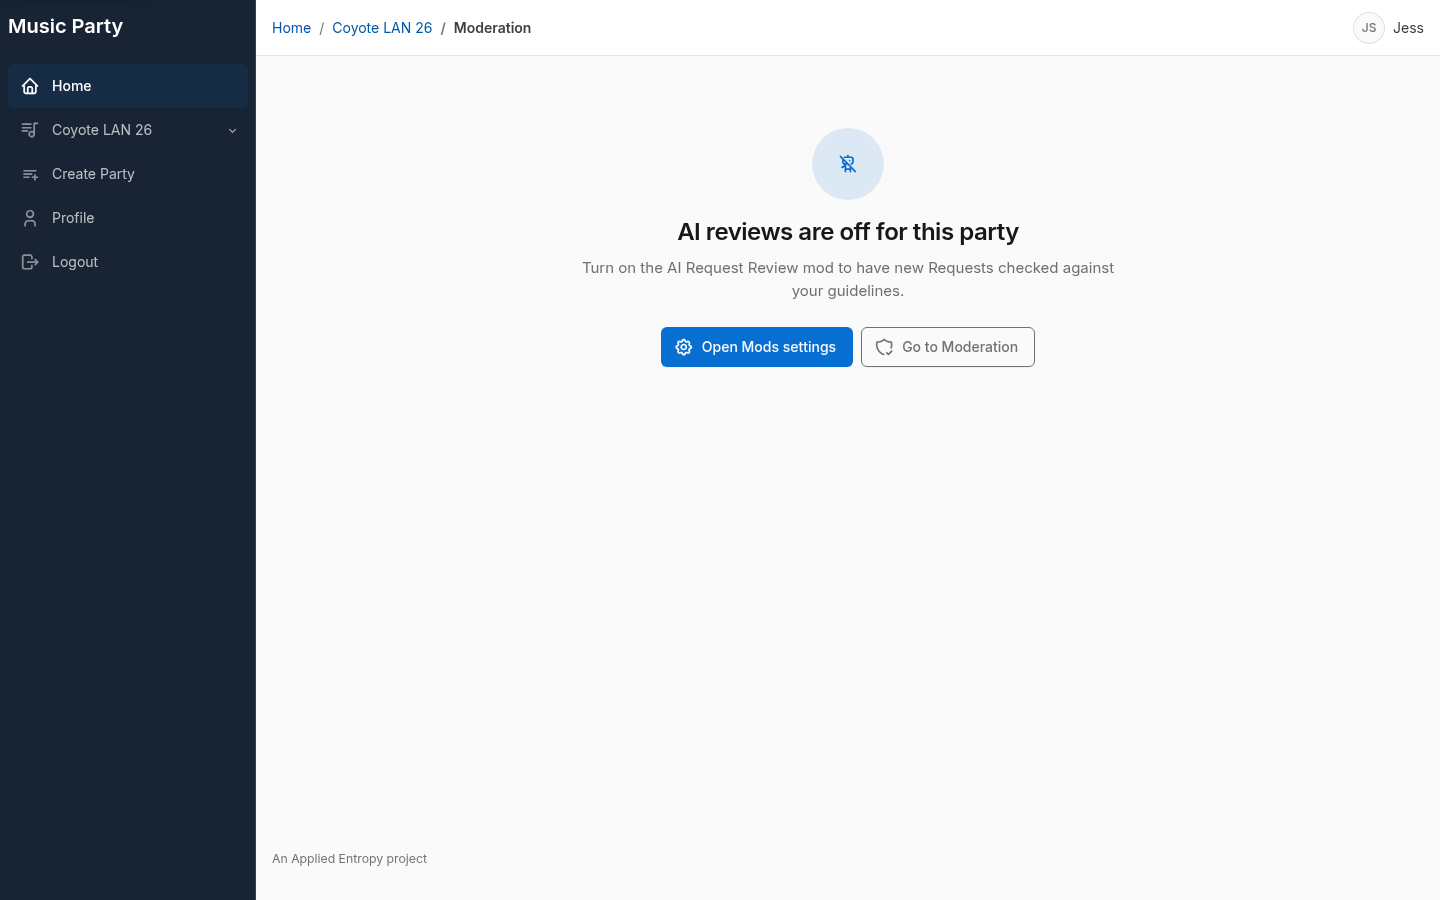 Music Party
Home
Coyote LAN 26
Create Party
Profile
Logout
Home / Coyote LAN 26 / Moderation
JS Jess
AI reviews are off for this party
Turn on the AI Request Review mod to have new Requests checked against
your guidelines.
Open Mods settings
Go to Moderation
An Applied Entropy project